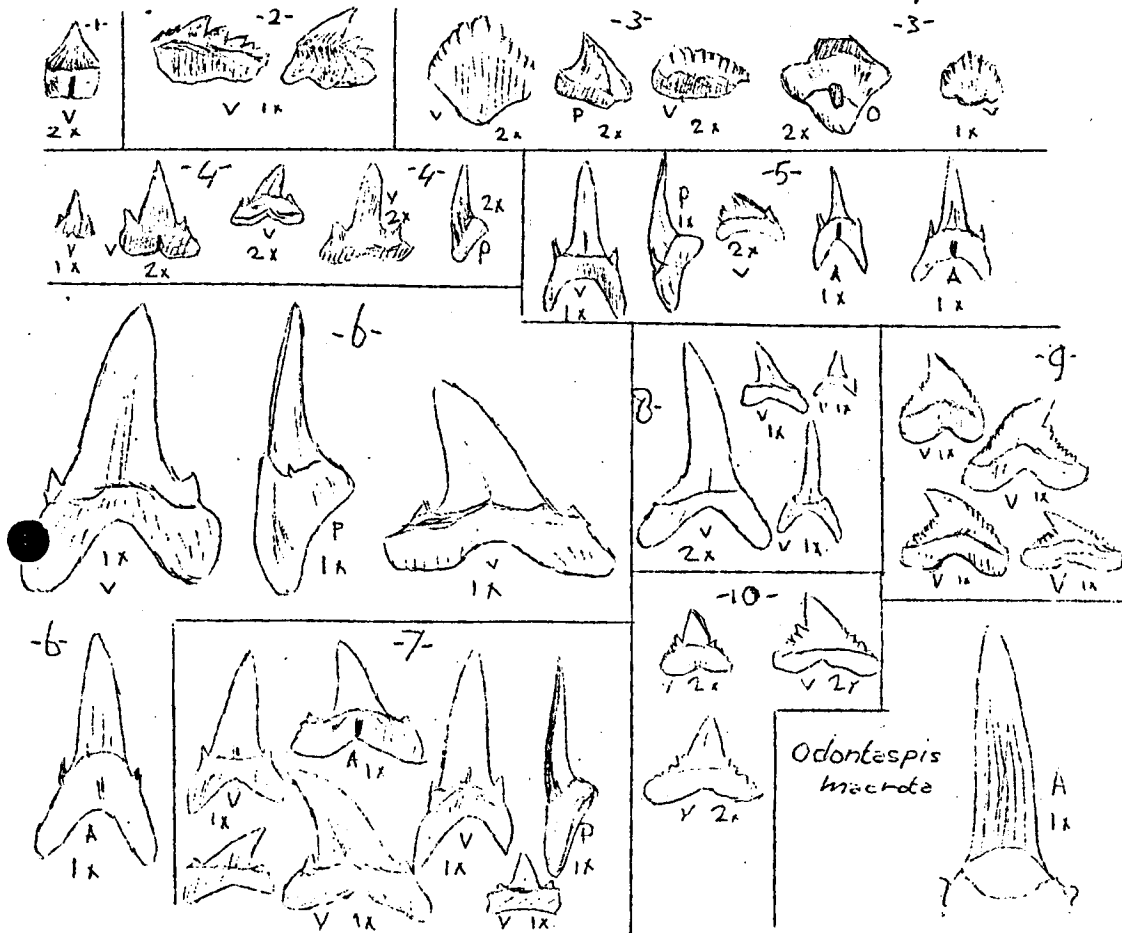 -1-
V
2x
-2-
V 1x
-3-
V
2x
P
2x
V
2x
-3-
2x
O
1x
V
-4-
V
1x
V
2x
V
2x
-4-
V
2x
2x
P
-5-
V
1x
P
1x
2x
V
A
1x
A
1x
-6-
1x
V
P
1x
V
1x
8-
V
2x
V
1x
V 1x
V 1x
-9-
V 1x
V 1x
V 1x
V 1x
-6-
A
1x
-7-
V
1x
A 1x
V
1x
P
1x
V 1x
V 1x
-10-
V 2x
V 2x
V 2x
Odontaspis
macrota
A
1x
?
?